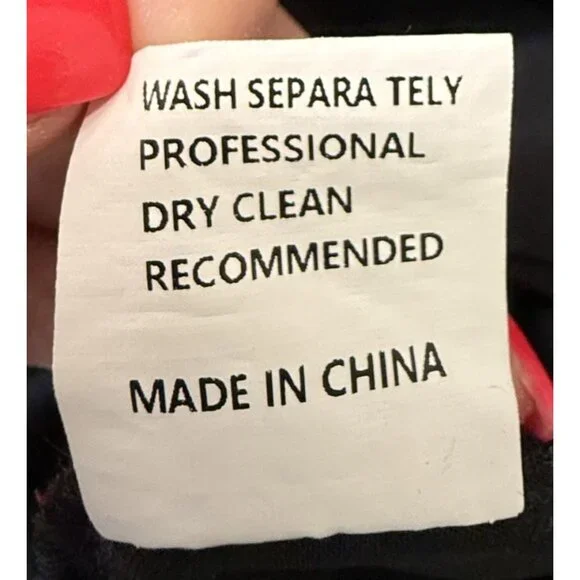 WASH SEPARA TELY
PROFESSIONAL
DRY CLEAN
RECOMMENDED
MADE IN CHINA